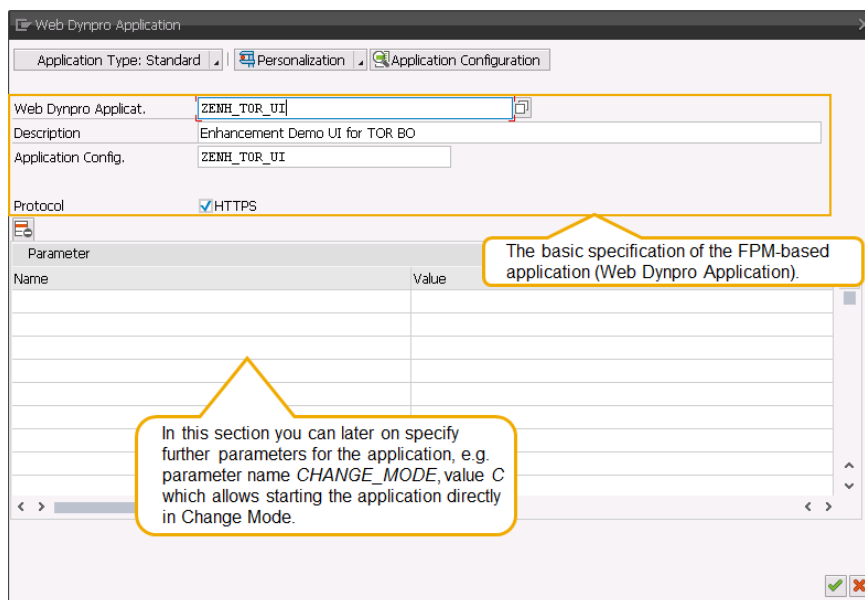 Web Dynpro Application
Application Type: Standard Personalization Application Configuration
Web Dynpro Applicat. ZENH_TOR_UI
Description Enhancement Demo UI for TOR BO
Application Config. ZENH_TOR_UI
Protocol HTTPS
The basic specification of the FPM-based
application (Web Dynpro Application).
Parameter
Name Value
In this section you can later on specify
further parameters for the application, e.g.
parameter name CHANGE_MODE, value C
which allows starting the application directly
in Change Mode.